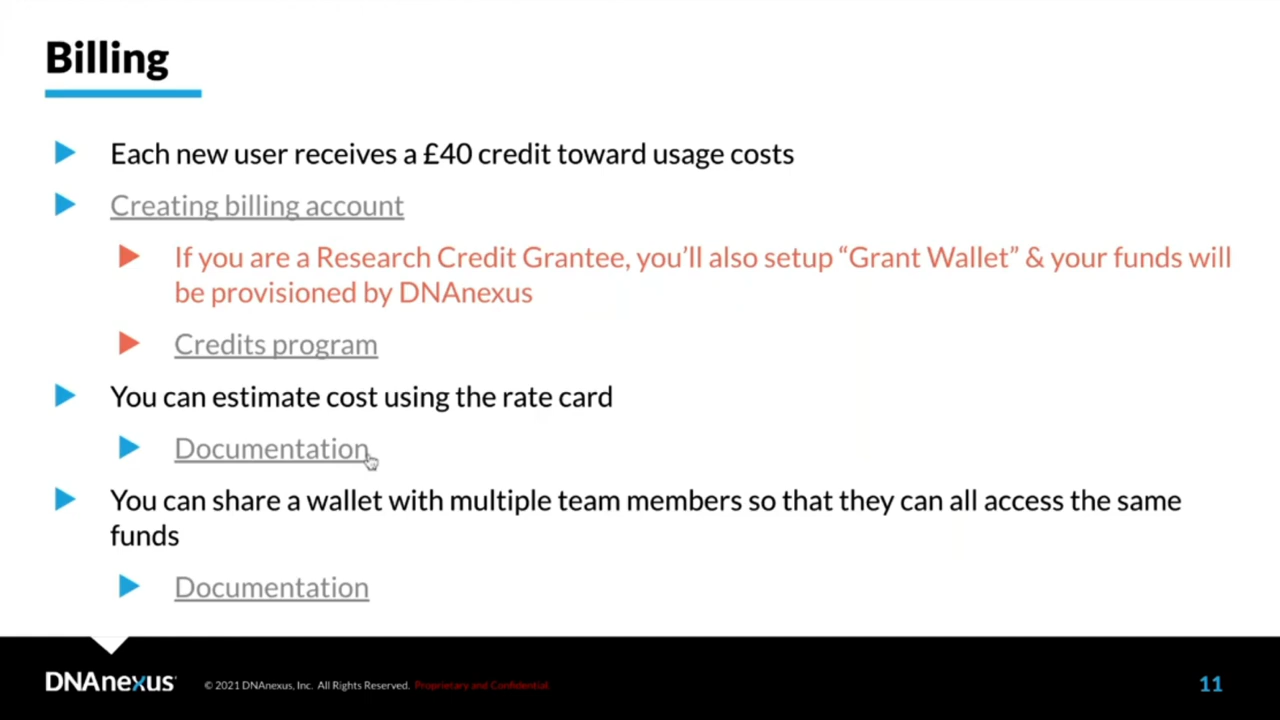 Billing
Each new user receives a £40 credit toward usage costs
Creating billing account
If you are a Research Credit Grantee, you’ll also setup “Grant Wallet” & your funds will
be provisioned by DNAnexus
Credits program
You can estimate cost using the rate card
Documentation
You can share a wallet with multiple team members so that they can all access the same
funds
Documentation
DNAnexus © 2021 DNAnexus, Inc. All Rights Reserved. Proprietary and Confidential. 11